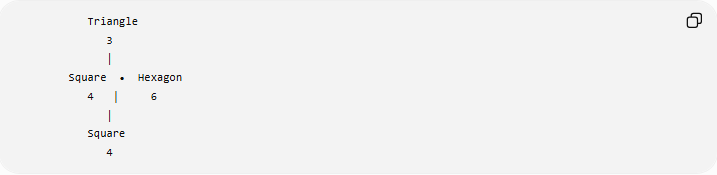 Triangle
3
|
Square • Hexagon
4 | 6
|
Square
4